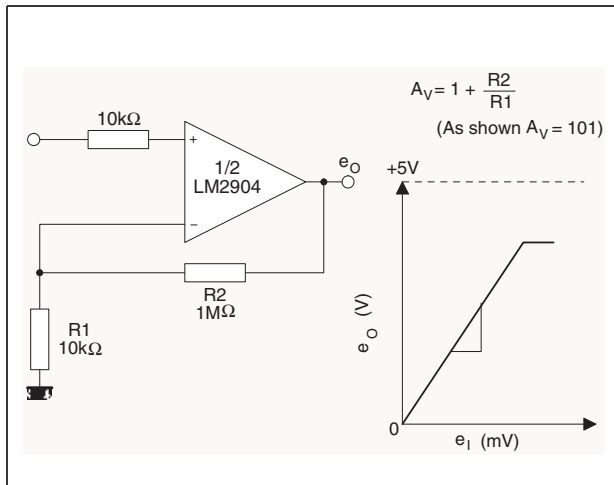 A_V = 1 + R2/R1
(As shown A_V = 101)
10kΩ
+
1/2
LM2904
−
e_O
R2
1MΩ
R1
10kΩ
+5V
e_O (V)
0
e_I (mV)